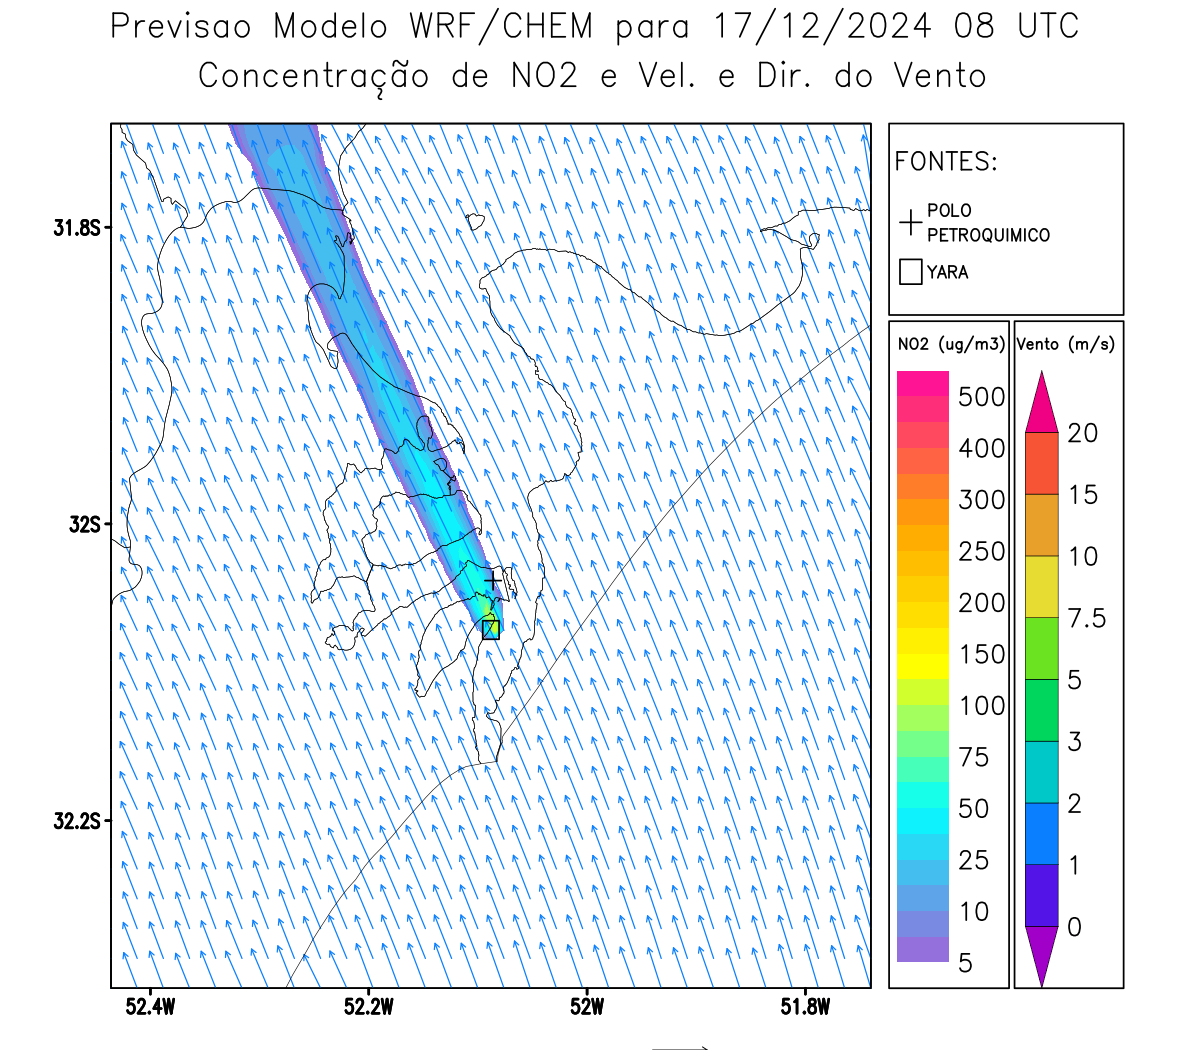 Previsao Modelo WRF/CHEM para 17/12/2024 08 UTC
Concentração de NO2 e Vel. e Dir. do Vento
FONTES:
POLO
PETROQUIMICO
YARA
NO2 (ug/m3)
500
400
300
250
200
150
100
75
50
25
10
5
Vento (m/s)
20
15
10
7.5
5
3
2
1
0
31.8S
32S
32.2S
52.4W
52.2W
52W
51.8W